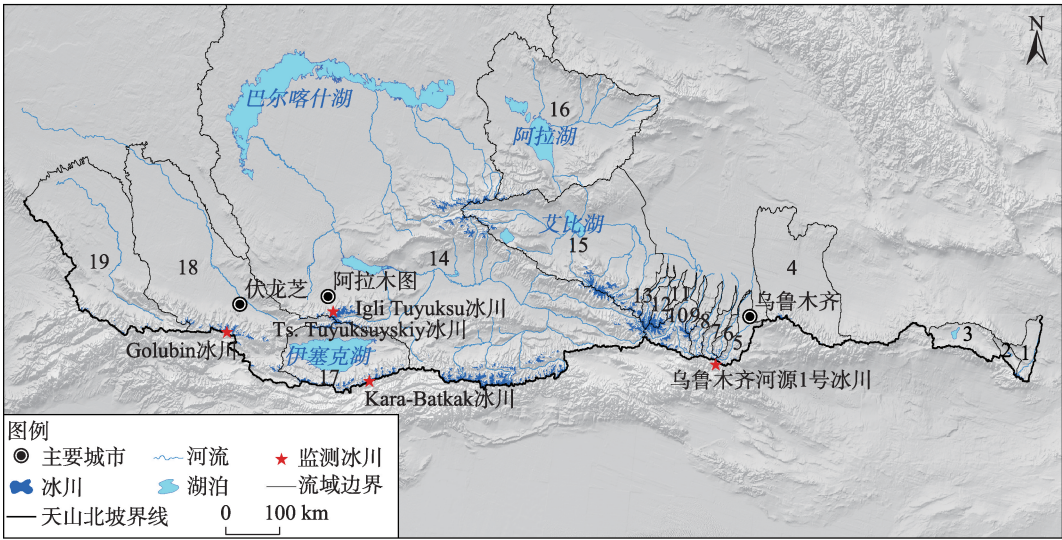 N
巴尔喀什湖
16
阿拉湖
艾比湖
15
4
14
19
18
伏龙芝
阿拉木图
13
12
11
10
9
8
7
6
5
乌鲁木齐
Igli Tuyuksu冰川
Ts. Tuyuksuyskiy冰川
Golubin冰川
伊塞克湖
17
Kara-Batkak冰川
乌鲁木齐河源1号冰川
3
2
1
图例
主要城市
河流
监测冰川
冰川
湖泊
流域边界
天山北坡界线
0 100 km